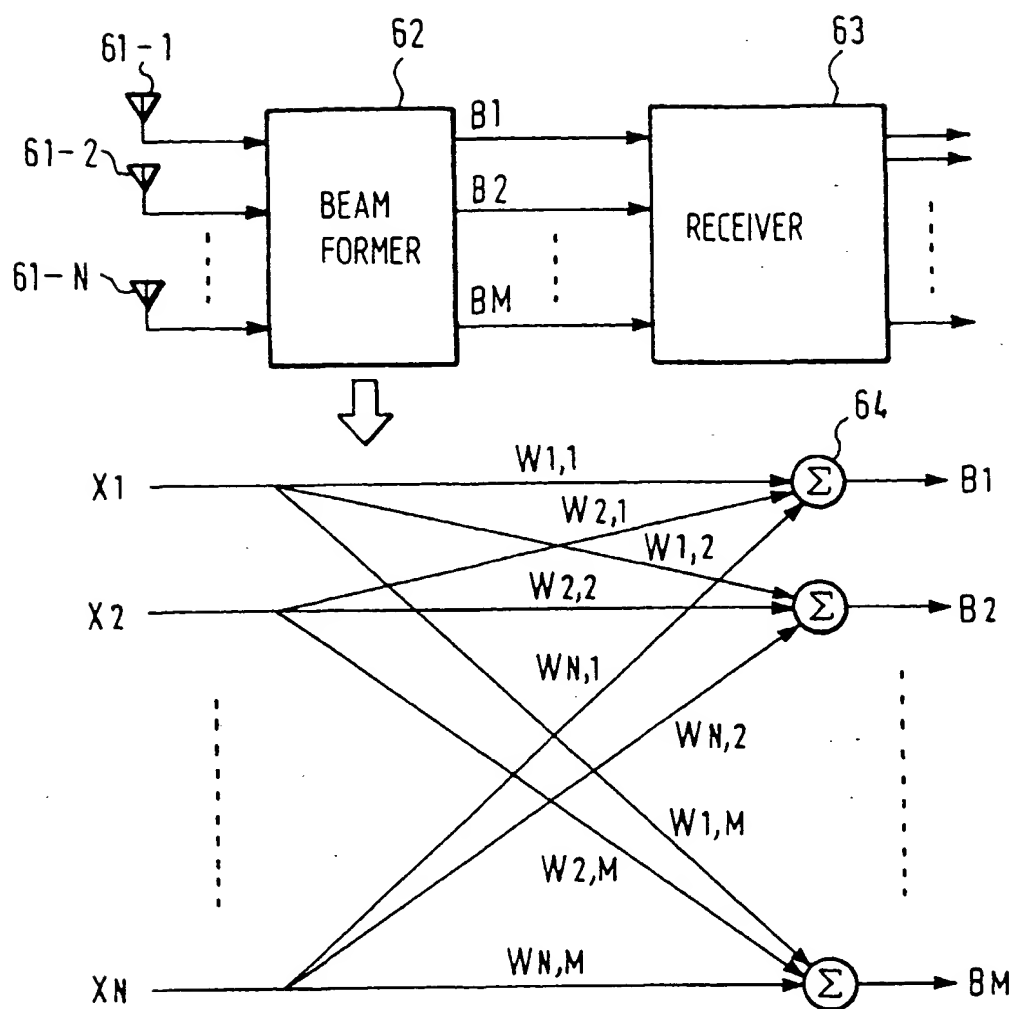 61-1
62
63
61-2
61-N
B1
B2
BM
BEAM
FORMER
RECEIVER
64
X1
W1,1
Σ
B1
W2,1
W1,2
X2
W2,2
Σ
B2
WN,1
WN,2
W1,M
W2,M
XN
WN,M
Σ
BM